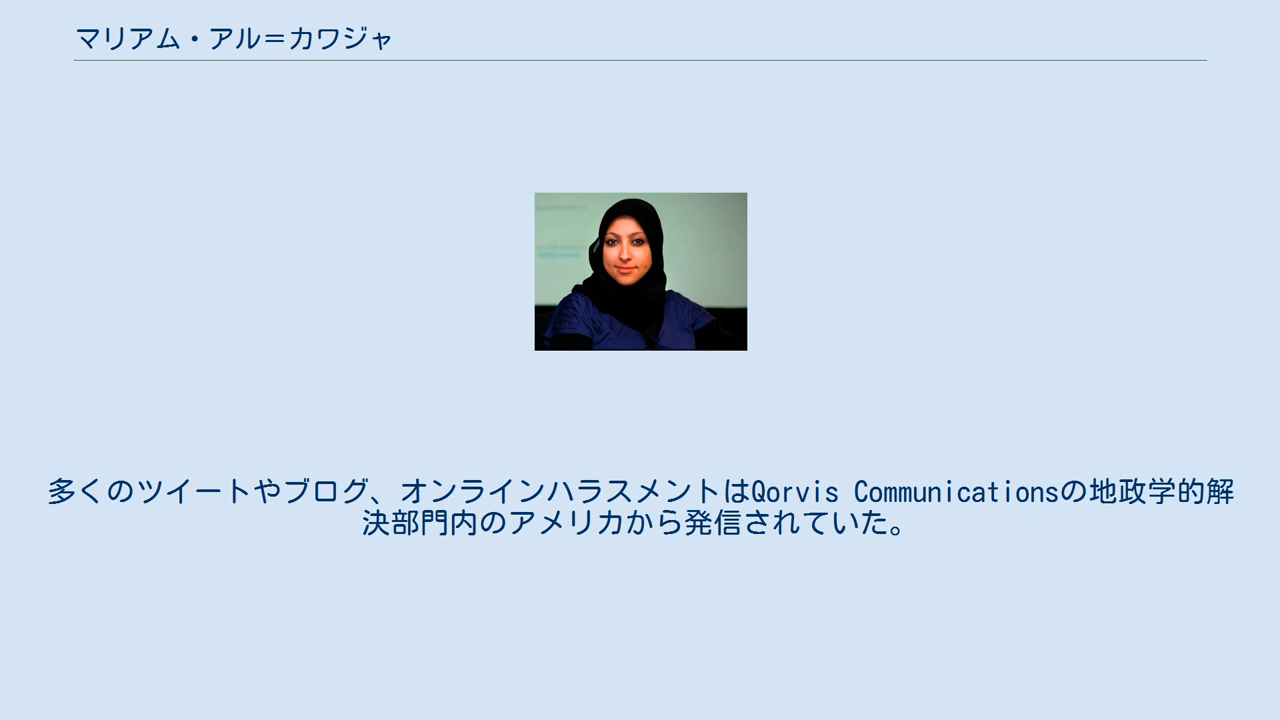 マリアム・アル＝カワジャ
多くのツイートやブログ、オンラインハラスメントはQorvis Communicationsの地政学的解
決部門内のアメリカから発信されていた。